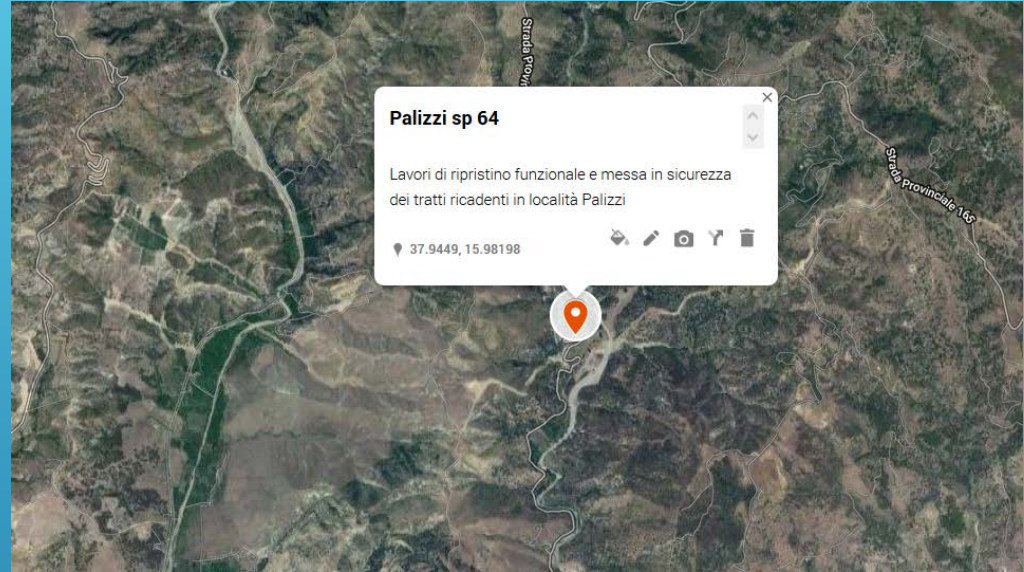 Strada Provi
Palizzi sp 64
Lavori di ripristino funzionale e messa in sicurezza
dei tratti ricadenti in località Palizzi
37.9449, 15.98198
Strada Provinciale 165